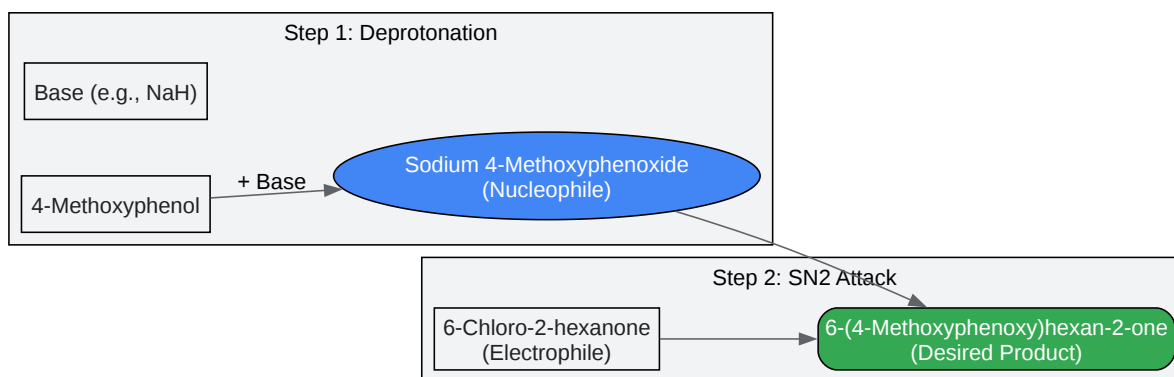 Step 1: Deprotonation
Base (e.g., NaH)
4-Methoxyphenol
+ Base
Sodium 4-Methoxyphenoxide
(Nucleophile)
Step 2: SN2 Attack
6-Chloro-2-hexanone
(Electrophile)
6-(4-Methoxyphenoxy)hexan-2-one
(Desired Product)